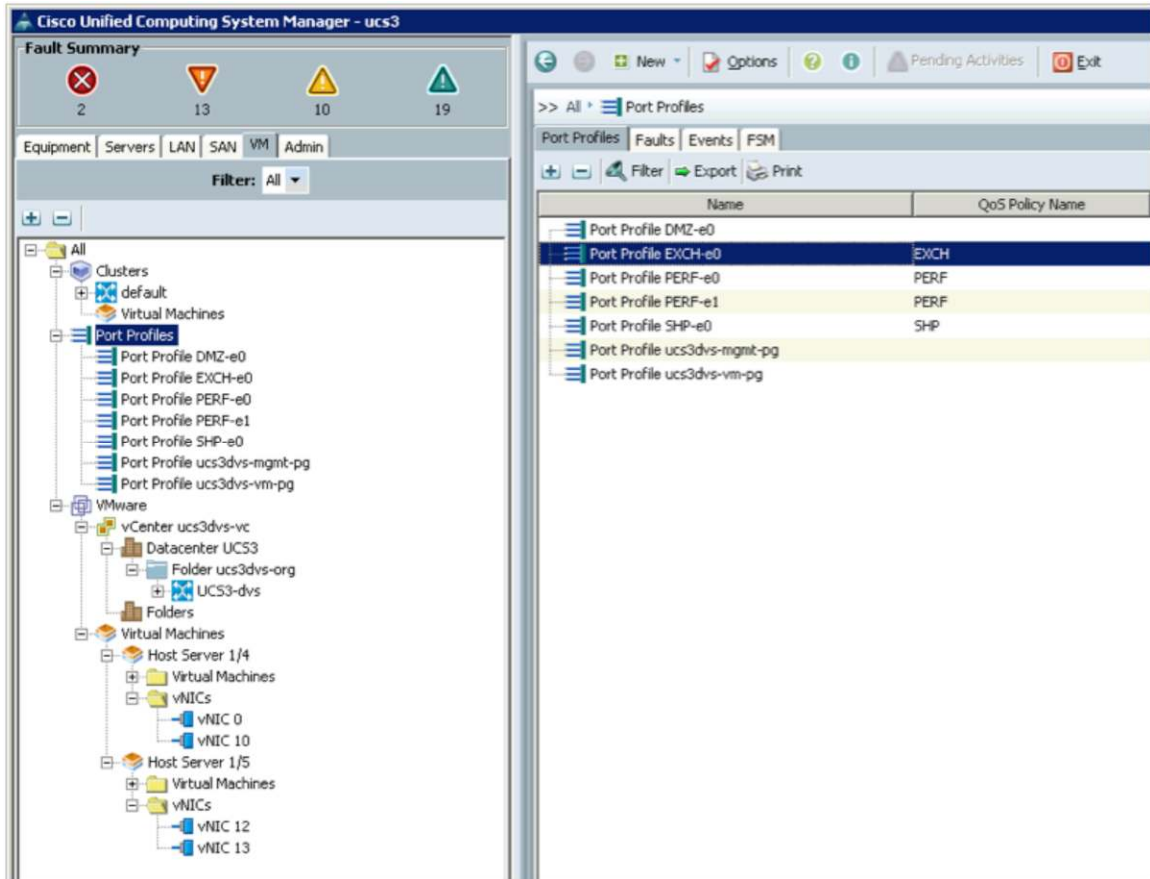 Cisco Unified Computing System Manager - ucs3
Fault Summary
2 13 10 19
Equipment Servers LAN SAN VM Admin
Filter: All
All
Clusters
default
Virtual Machines
Port Profiles
Port Profile DMZ-e0
Port Profile EXCH-e0
Port Profile PERF-e0
Port Profile PERF-e1
Port Profile SHP-e0
Port Profile ucs3dvs-mgmt-pg
Port Profile ucs3dvs-vm-pg
VMware
vCenter ucs3dvs-vc
Datacenter UCS3
Folder ucs3dvs-org
UCS3-dvs
Folders
Virtual Machines
Host Server 1/4
Virtual Machines
vNICs
vNIC 0
vNIC 10
Host Server 1/5
Virtual Machines
vNICs
vNIC 12
vNIC 13
New Options Pending Activities Exit
>> All Port Profiles
Port Profiles Faults Events FSM
Filter Export Print
Name QoS Policy Name
Port Profile DMZ-e0
Port Profile EXCH-e0 EXCH
Port Profile PERF-e0 PERF
Port Profile PERF-e1 PERF
Port Profile SHP-e0 SHP
Port Profile ucs3dvs-mgmt-pg
Port Profile ucs3dvs-vm-pg